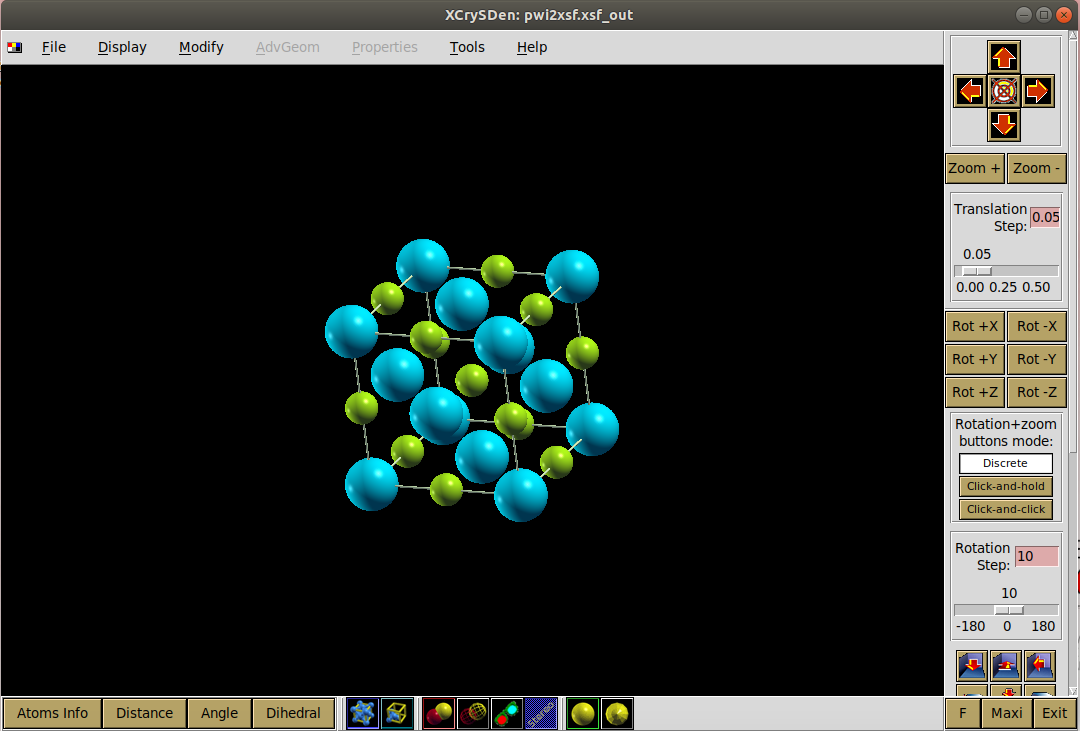 XCrySDen: pwi2xsf.xsf_out
File Display Modify AdvGeom Properties Tools Help
Zoom + Zoom -
Translation
Step: 0.05
0.05
0.00 0.25 0.50
Rot +X Rot -X
Rot +Y Rot -Y
Rot +Z Rot -Z
Rotation+zoom
buttons mode:
Discrete
Click-and-hold
Click-and-click
Rotation
Step: 10
10
-180 0 180
Atoms Info Distance Angle Dihedral Stereo F Maxi Exit